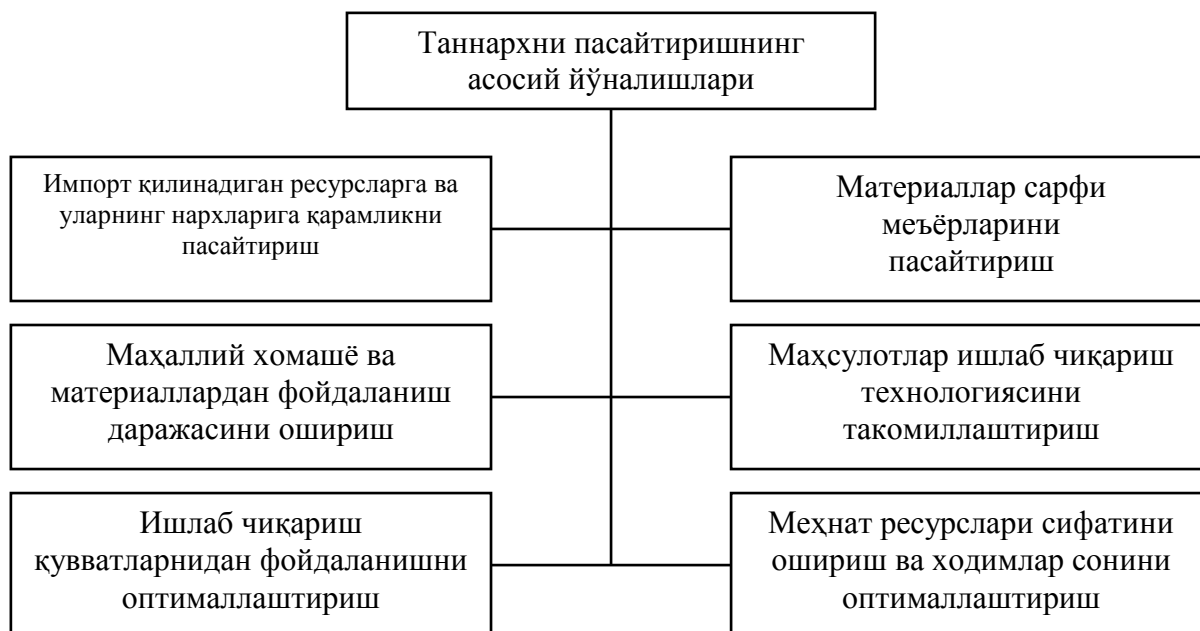 Таннархни пасайтиришнинг
асосий йўналишлари
Импорт қилинадиган ресурсларга ва
уларнинг нархларига қарамликни
пасайтириш
Материаллар сарфи
меъёрларини
пасайтириш
Маҳаллий хомашё ва
материаллардан фойдаланиш
даражасини ошириш
Маҳсулотлар ишлаб чиқариш
технологиясини
такомиллаштириш
Ишлаб чиқариш
қувватларнидан фойдаланишни
оптималлаштириш
Меҳнат ресурслари сифатини
ошириш ва ходимлар сонини
оптималлаштириш